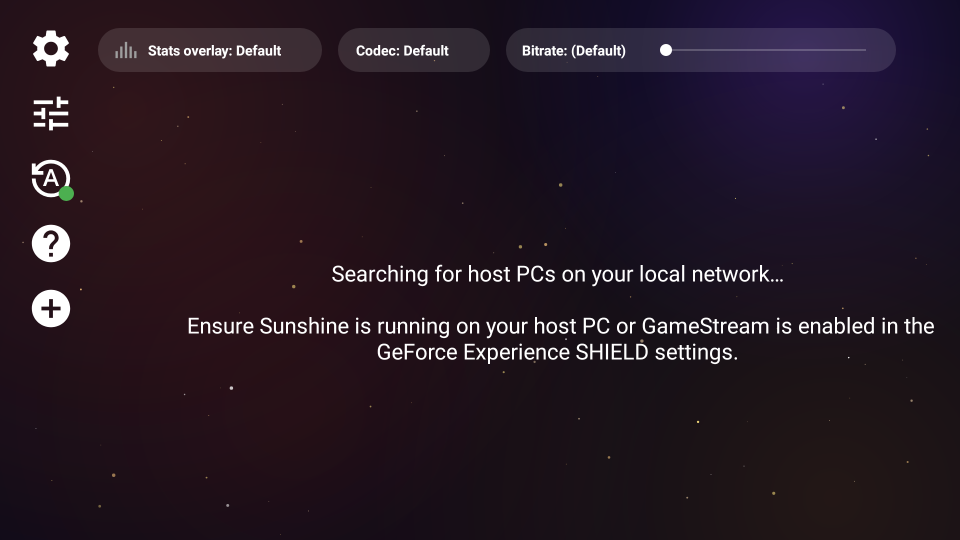 Stats overlay: Default
Codec: Default
Bitrate: (Default)
A
Searching for host PCs on your local network…
Ensure Sunshine is running on your host PC or GameStream is enabled in the
GeForce Experience SHIELD settings.